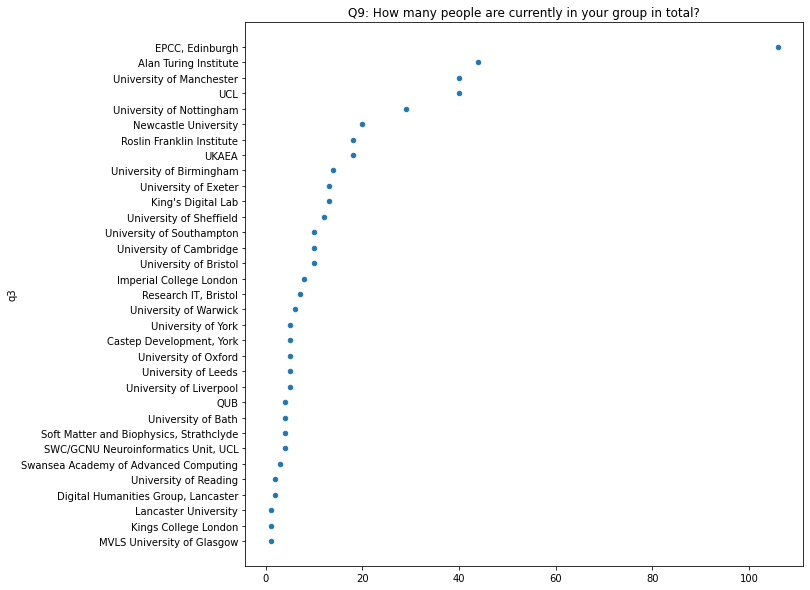 Q9: How many people are currently in your group in total?
EPCC, Edinburgh
Alan Turing Institute
University of Manchester
UCL
University of Nottingham
Newcastle University
Roslin Franklin Institute
UKAEA
University of Birmingham
University of Exeter
King's Digital Lab
University of Sheffield
University of Southampton
University of Cambridge
University of Bristol
Imperial College London
Research IT, Bristol
University of Warwick
University of York
Castep Development, York
University of Oxford
University of Leeds
University of Liverpool
QUB
University of Bath
Soft Matter and Biophysics, Strathclyde
SWC/GCNU Neuroinformatics Unit, UCL
Swansea Academy of Advanced Computing
University of Reading
Digital Humanities Group, Lancaster
Lancaster University
Kings College London
MVLS University of Glasgow
q3
0 20 40 60 80 100